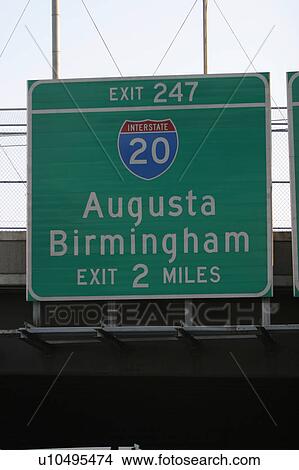 EXIT 247
INTERSTATE
20
Augusta
Birmingham
EXIT 2 MILES
FOTOSEARCH
u10495474
www.fotosearch.com